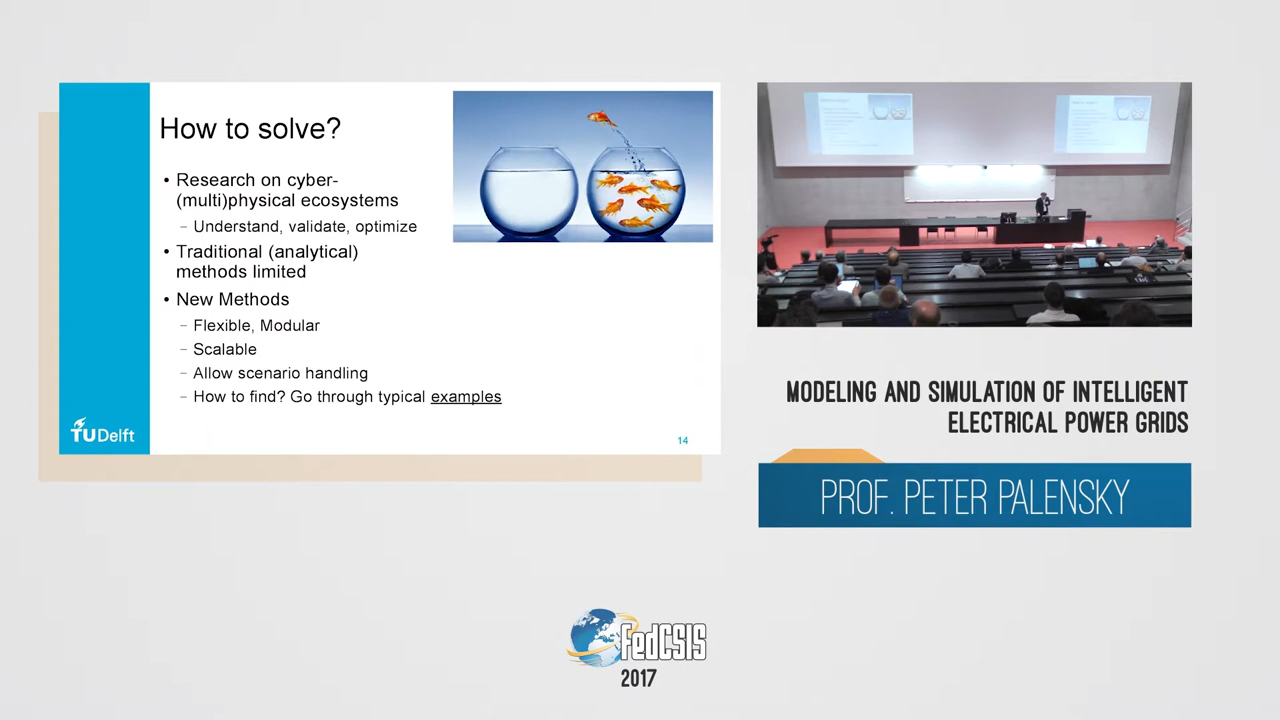 How to solve?
• Research on cyber-
(multi)physical ecosystems
– Understand, validate, optimize
• Traditional (analytical)
methods limited
• New Methods
– Flexible, Modular
– Scalable
– Allow scenario handling
– How to find? Go through typical examples
TUDelft
14
MODELING AND SIMULATION OF INTELLIGENT
ELECTRICAL POWER GRIDS
PROF. PETER PALENSKY
FedCSIS
2017